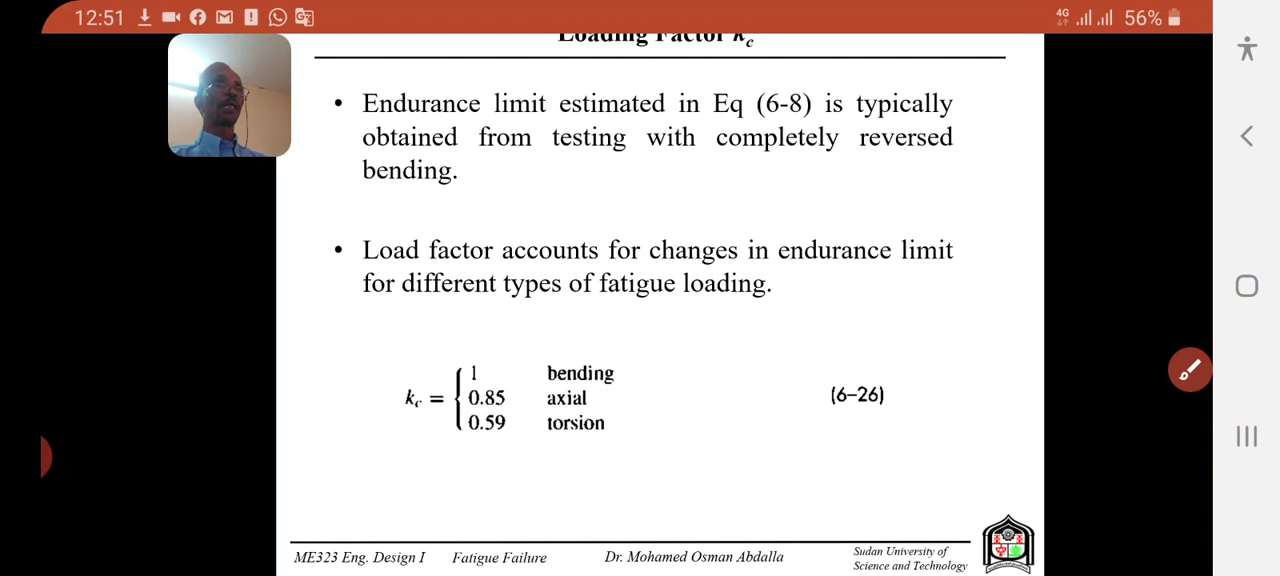 12:51
4G
56%
Loading Factor kc
• Endurance limit estimated in Eq (6-8) is typically
obtained from testing with completely reversed
bending.
• Load factor accounts for changes in endurance limit
for different types of fatigue loading.
1 bending
kc = 0.85 axial (6–26)
0.59 torsion
ME323 Eng. Design I Fatigue Failure Dr. Mohamed Osman Abdalla Sudan University of
Science and Technology